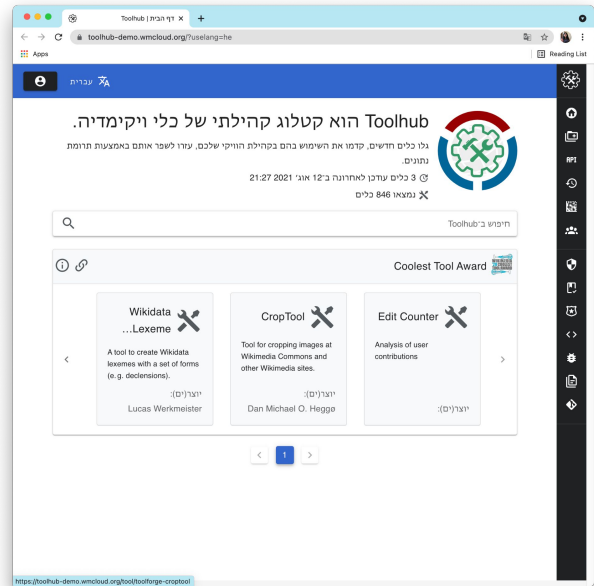 דף הבית | Toolhub
toolhub-demo.wmcloud.org/?uselang=he
Apps
Reading List
עברית
Toolhub הוא קטלוג קהילתי של כלי ויקימדיה.
גלו כלים חדשים, קדמו את השימוש בהם בקהילת הוויקי שלכם, עזרו לשפר אותם באמצעות תרומת
נתונים.
3 כלים עודכן לאחרונה ב־12 אוג׳ 2021 21:27
נמצאו 846 כלים
API
חיפוש ב־Toolhub
Coolest Tool Award
Edit Counter
Analysis of user
contributions
יוצר(ים):
CropTool
Tool for cropping images at
Wikimedia Commons and
other Wikimedia sites.
יוצר(ים):
Dan Michael O. Heggø
Wikidata
Lexeme…
A tool to create Wikidata
lexemes with a set of forms
(e. g. declensions).
יוצר(ים):
Lucas Werkmeister
1
https://toolhub-demo.wmcloud.org/tool/toolforge-croptool